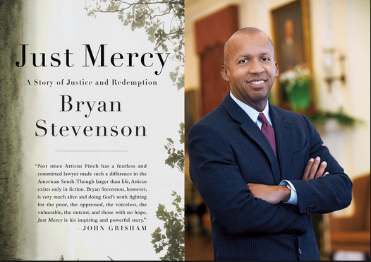 Just Mercy
A Story of Justice and Redemption
Bryan
Stevenson
"Not since Atticus Finch has a fearless and
committed lawyer made such a difference in the
American South. Though larger than life, Atticus
exists only in fiction. Bryan Stevenson, however,
is very much alive and doing God's work fighting
for the poor, the oppressed, the voiceless, the
vulnerable, the outcast, and those with no hope.
Just Mercy is his inspiring and powerful story."
—JOHN GRISHAM